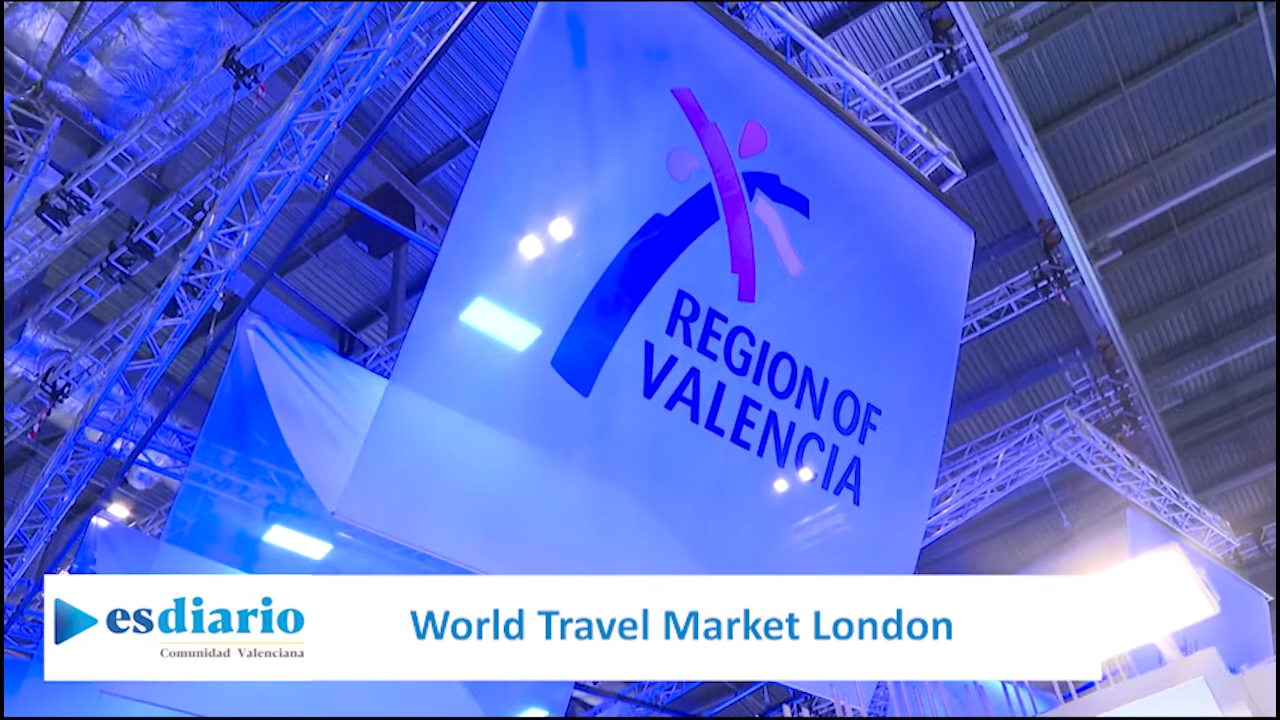 REGION OF
VALENCIA
esdiario
Comunidad Valenciana
World Travel Market London